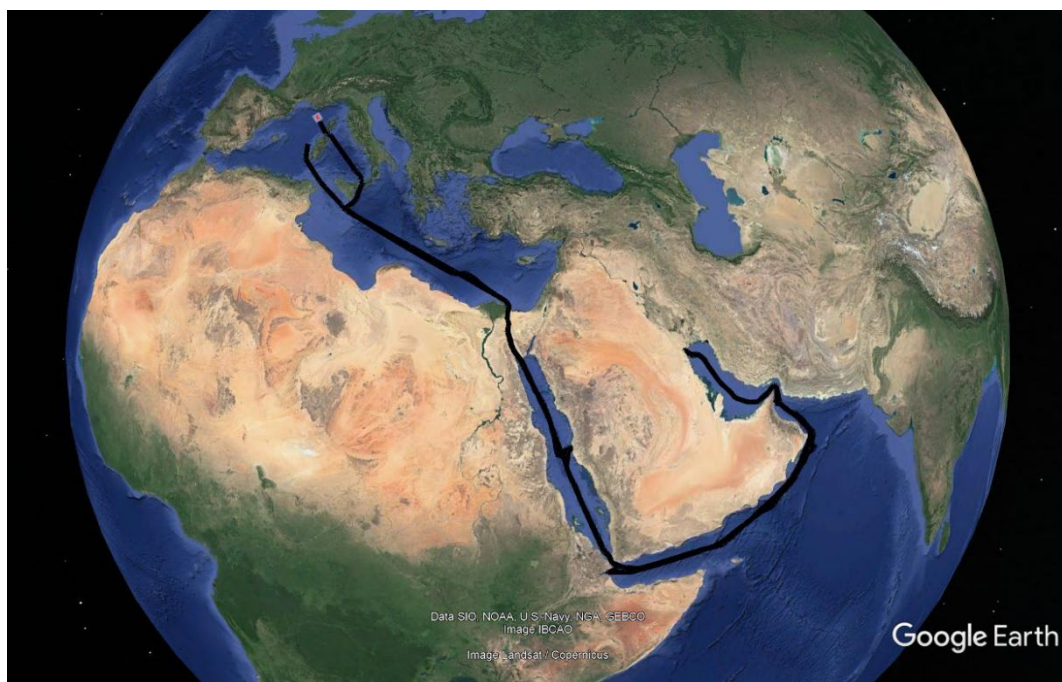 Data SIO, NOAA, U.S. Navy, NGA, GEBCO
Image IBCAO
Image Landsat / Copernicus
Google Earth